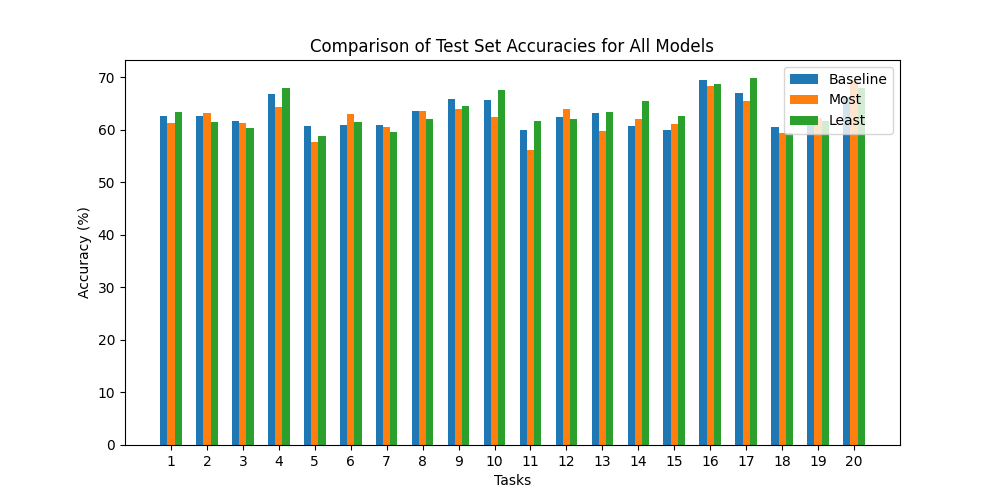 Comparison of Test Set Accuracies for All Models
Baseline
Most
Least
Accuracy (%)
70
60
50
40
30
20
10
0
1 2 3 4 5 6 7 8 9 10 11 12 13 14 15 16 17 18 19 20
Tasks